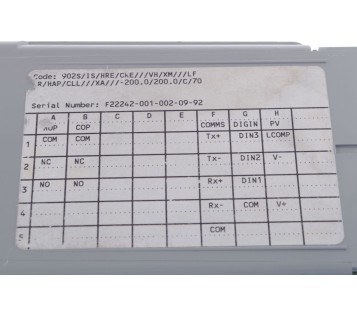 Code: 902S/IS/HRE/CRE///VH/XM///LF
R/HAP/CLL///XA///-200.0/200.0/C/70
Serial Number: F22242-001-002-09-92
A B C D E F G H
mVP COP COMMS DIGIN PV
1 COM COM Tx+ DIN3 LCOMP
2 NC NC Tx- DIN2 V-
3 NO NO Rx+ DIN1
4 Rx- COM V+
5 COM